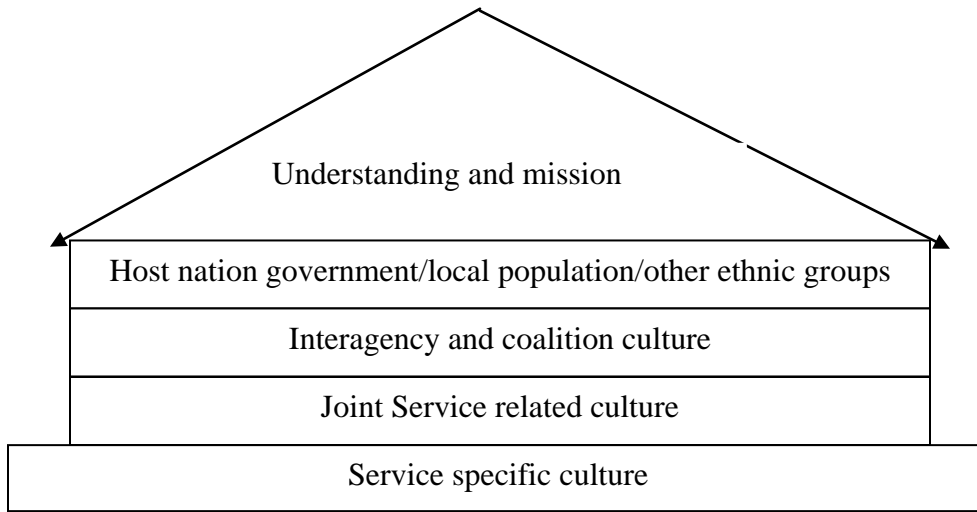 Understanding and mission
Host nation government/local population/other ethnic groups
Interagency and coalition culture
Joint Service related culture
Service specific culture